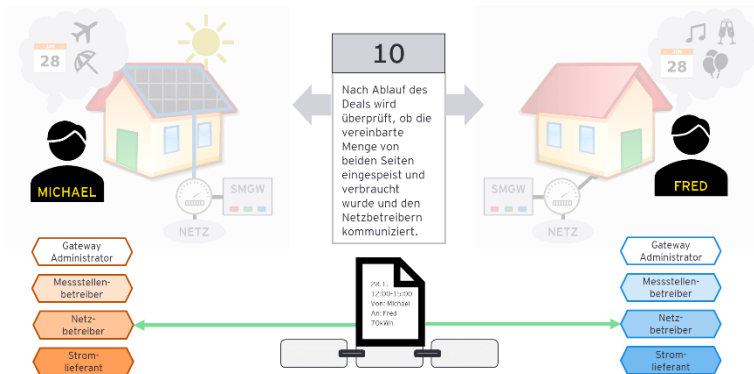 28
MICHAEL
SMGW
NETZ
10
Nach Ablauf des
Deals wird
überprüft, ob die
vereinbarte
Menge von
beiden Seiten
eingespeist und
verbraucht
wurde und den
Netzbetreibern
kommuniziert.
28
FRED
SMGW
NETZ
Gateway
Administrator
Messstellen-
betreiber
Netz-
betreiber
Strom-
lieferant
28.1.
12:00-15:00
Von: Michael
An: Fred
70kWh
Gateway
Administrator
Messstellen-
betreiber
Netz-
betreiber
Strom-
lieferant